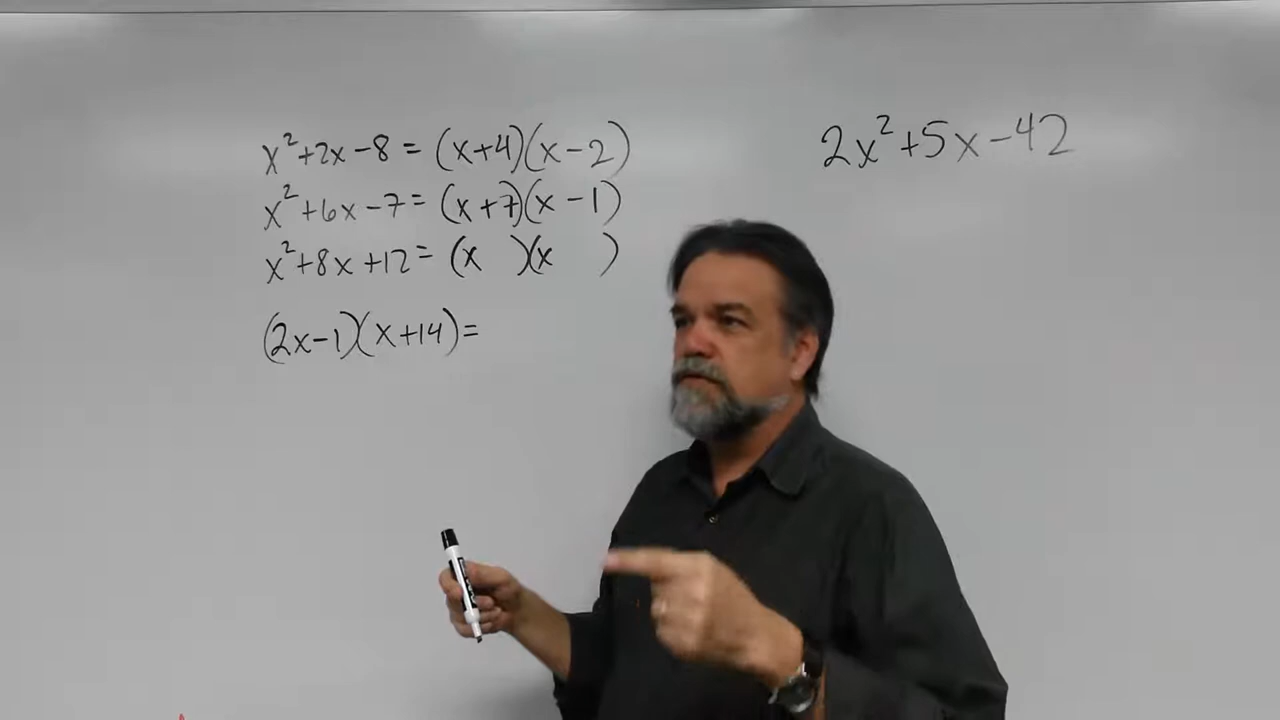 x²+2x-8=(x+4)(x-2)
x²+6x-7=(x+7)(x-1)
x²+8x+12=(x )(x )
(2x-1)(x+14)=
2x²+5x-42